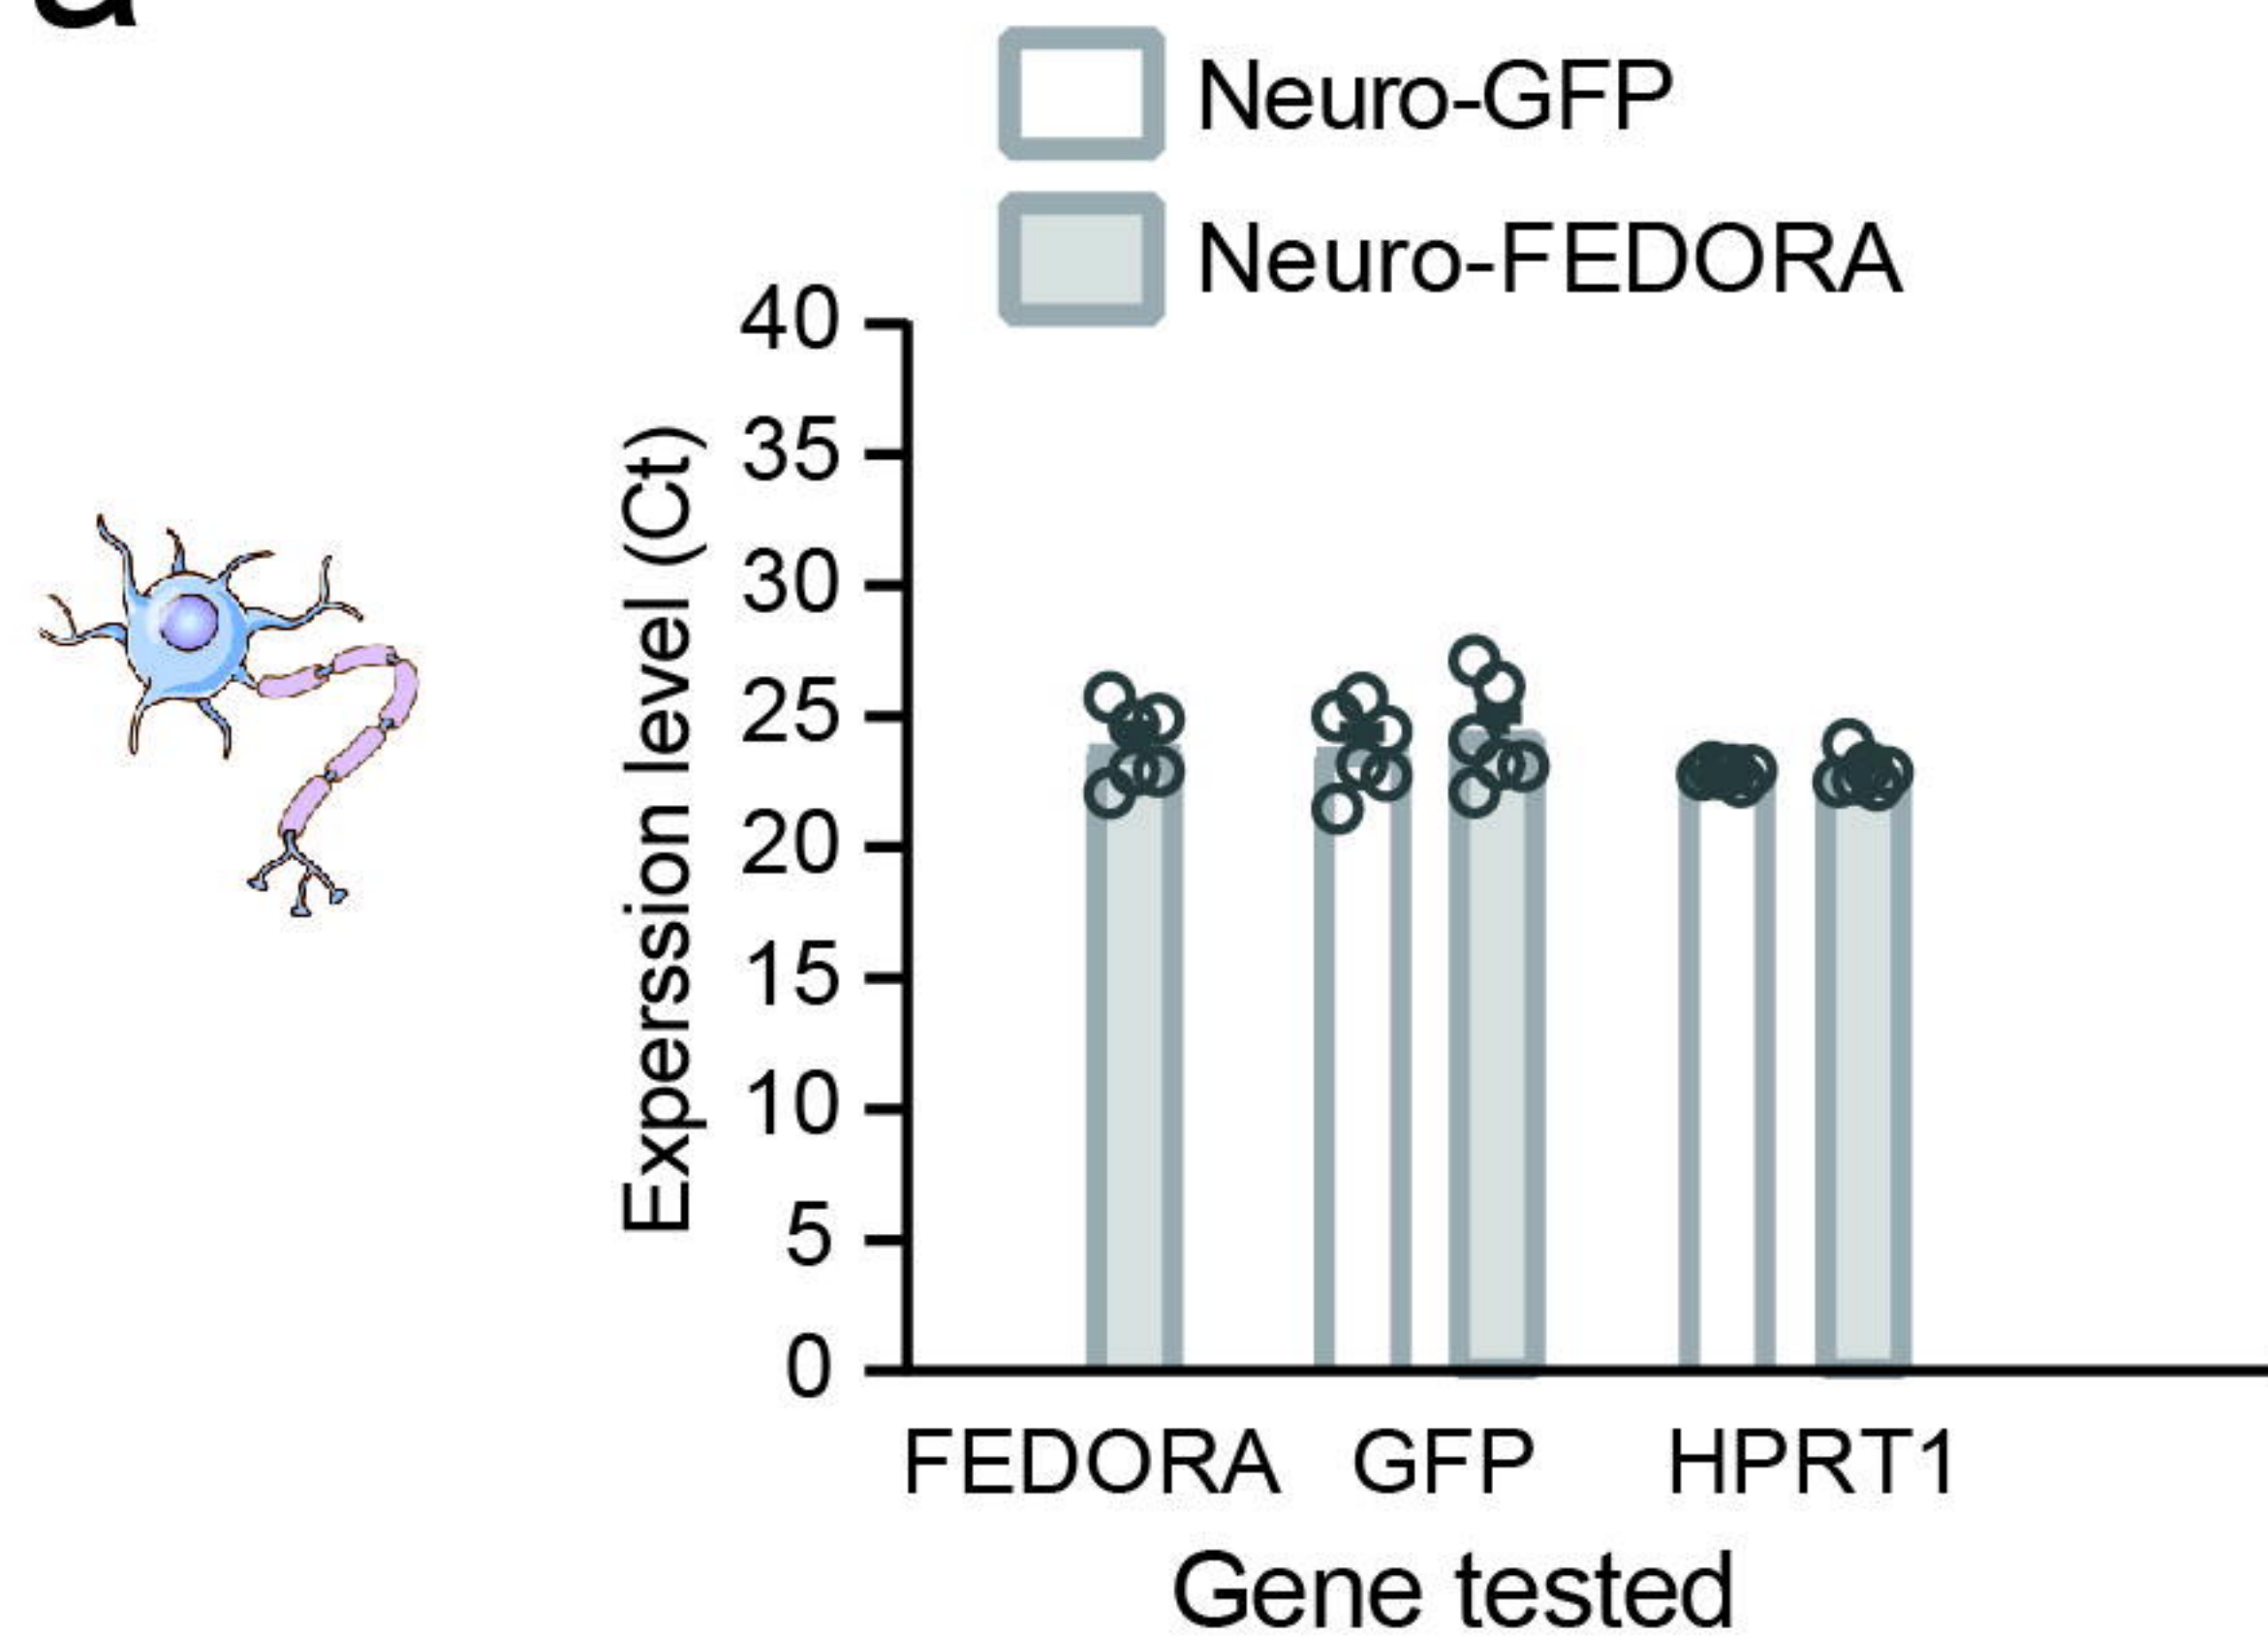 a
Neuro-GFP
Neuro-FEDORA
Experssion level (Ct)
40
35
30
25
20
15
10
5
0
FEDORA GFP HPRT1
Gene tested